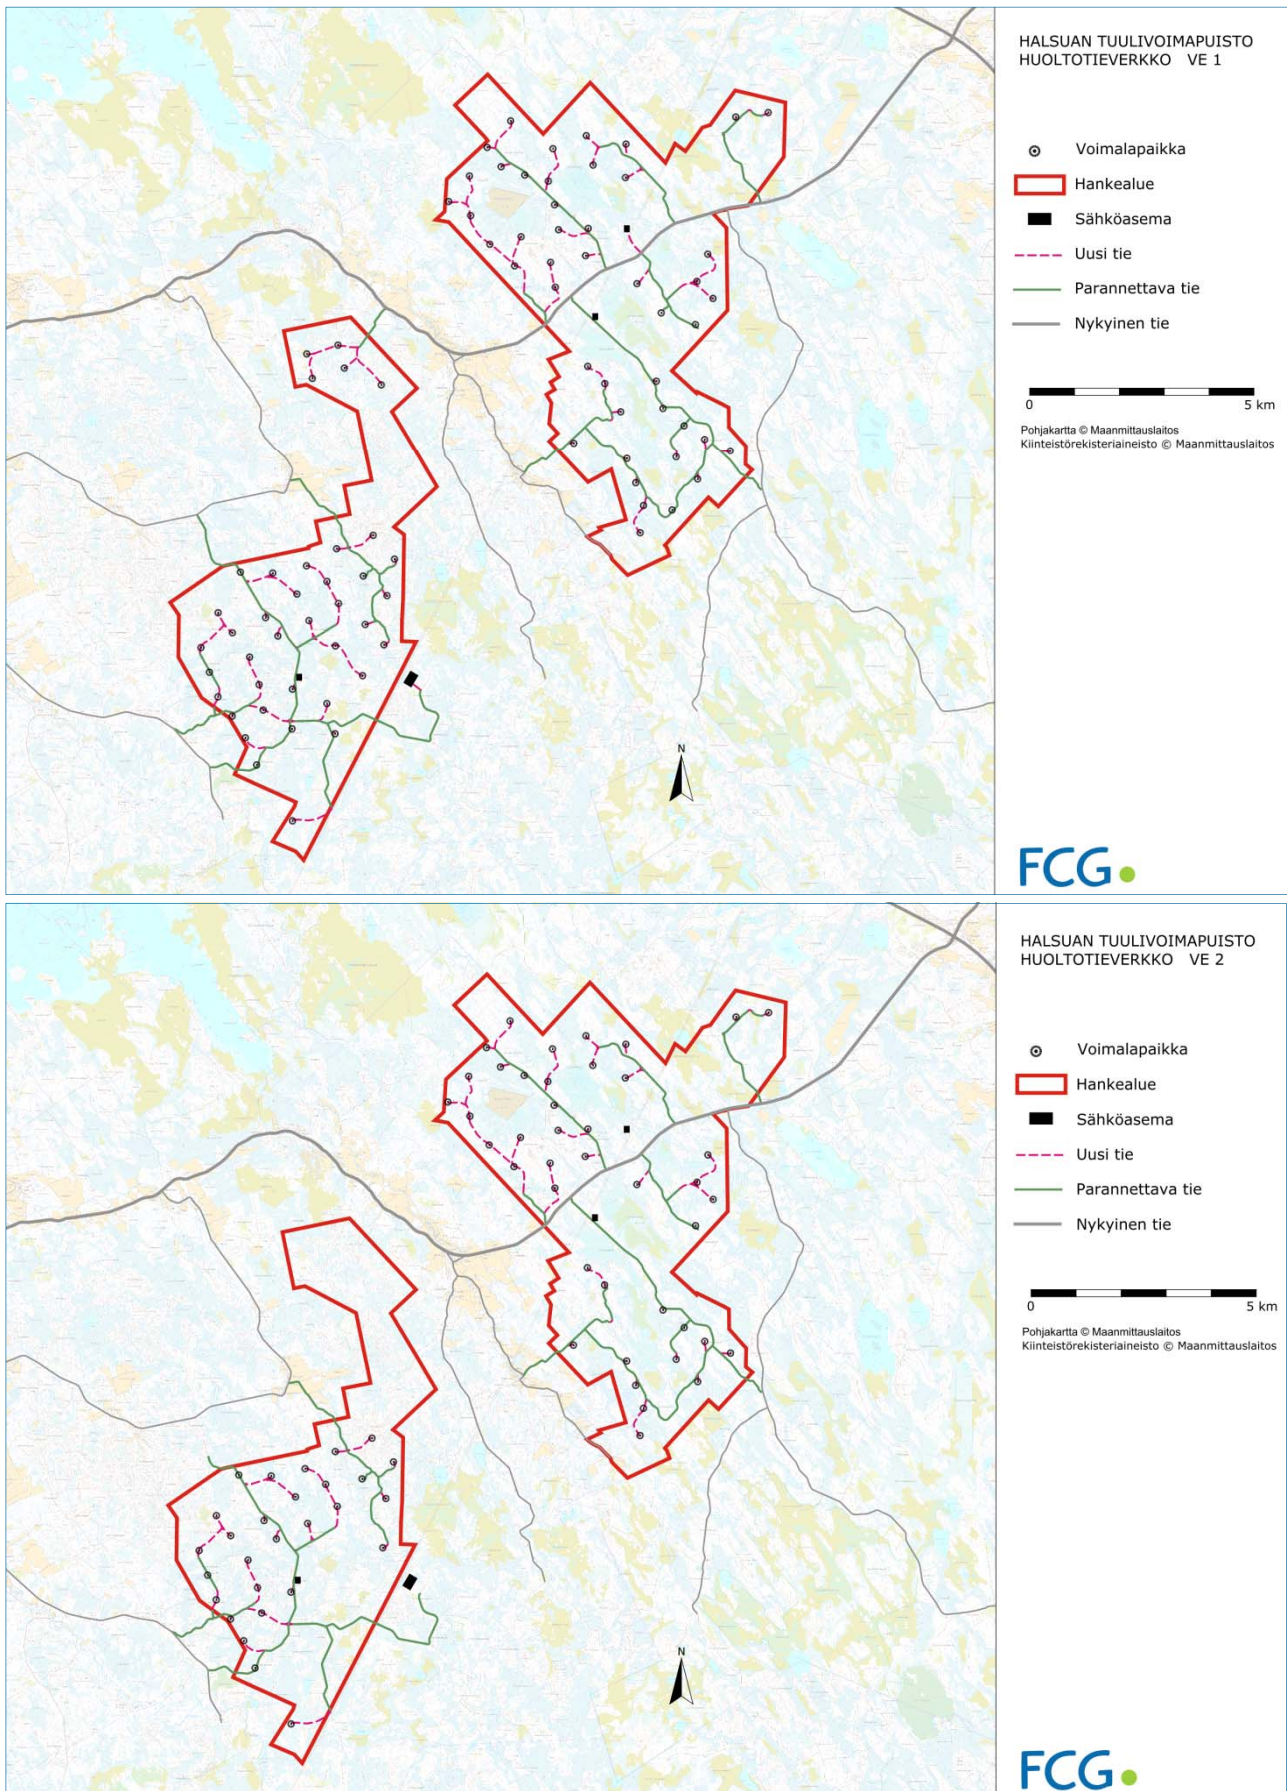 HALSUAN TUULIVOIMAPUISTO
HUOLTOTIEVERKKO VE 1
Voimalapaikka
Hankealue
Sähköasema
Uusi tie
Parannettava tie
Nykyinen tie
0 5 km
Pohjakartta © Maanmittauslaitos
Kiinteistörekisteriaineisto © Maanmittauslaitos
N
FCG
HALSUAN TUULIVOIMAPUISTO
HUOLTOTIEVERKKO VE 2
Voimalapaikka
Hankealue
Sähköasema
Uusi tie
Parannettava tie
Nykyinen tie
0 5 km
Pohjakartta © Maanmittauslaitos
Kiinteistörekisteriaineisto © Maanmittauslaitos
N
FCG